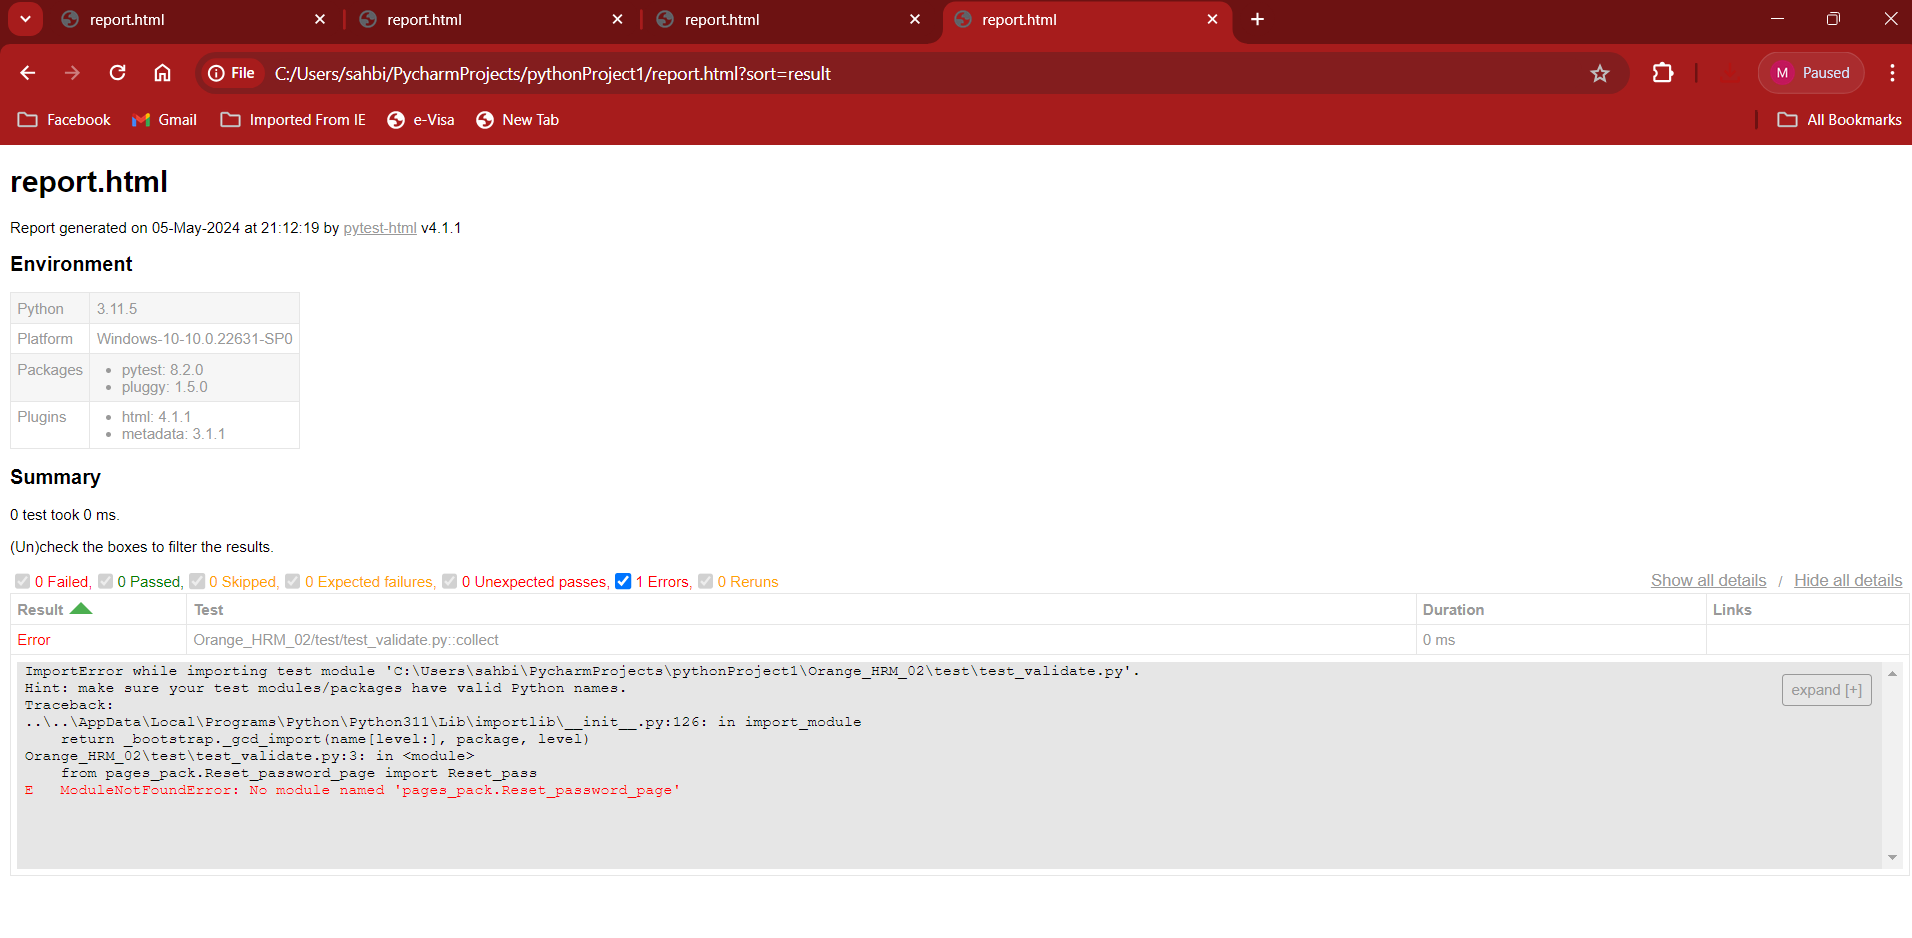 report.html
report.html
report.html
report.html
File C:/Users/sahbi/PycharmProjects/pythonProject1/report.html?sort=result
M Paused
Facebook Gmail Imported From IE e-Visa New Tab All Bookmarks
report.html
Report generated on 05-May-2024 at 21:12:19 by pytest-html v4.1.1
Environment
Python 3.11.5
Platform Windows-10-10.0.22631-SP0
Packages • pytest: 8.2.0
• pluggy: 1.5.0
Plugins • html: 4.1.1
• metadata: 3.1.1
Summary
0 test took 0 ms.
(Un)check the boxes to filter the results.
0 Failed, 0 Passed, 0 Skipped, 0 Expected failures, 0 Unexpected passes, 1 Errors, 0 Reruns Show all details / Hide all details
Result Test Duration Links
Error Orange_HRM_02/test/test_validate.py::collect 0 ms
ImportError while importing test module 'C:\Users\sahbi\PycharmProjects\pythonProject1\Orange_HRM_02\test\test_validate.py'.
Hint: make sure your test modules/packages have valid Python names.
expand [+]
Traceback:
..\..\AppData\Local\Programs\Python\Python311\Lib\importlib\__init__.py:126: in import_module
return _bootstrap._gcd_import(name[level:], package, level)
Orange_HRM_02\test\test_validate.py:3: in <module>
from pages_pack.Reset_password_page import Reset_pass
E ModuleNotFoundError: No module named 'pages_pack.Reset_password_page'